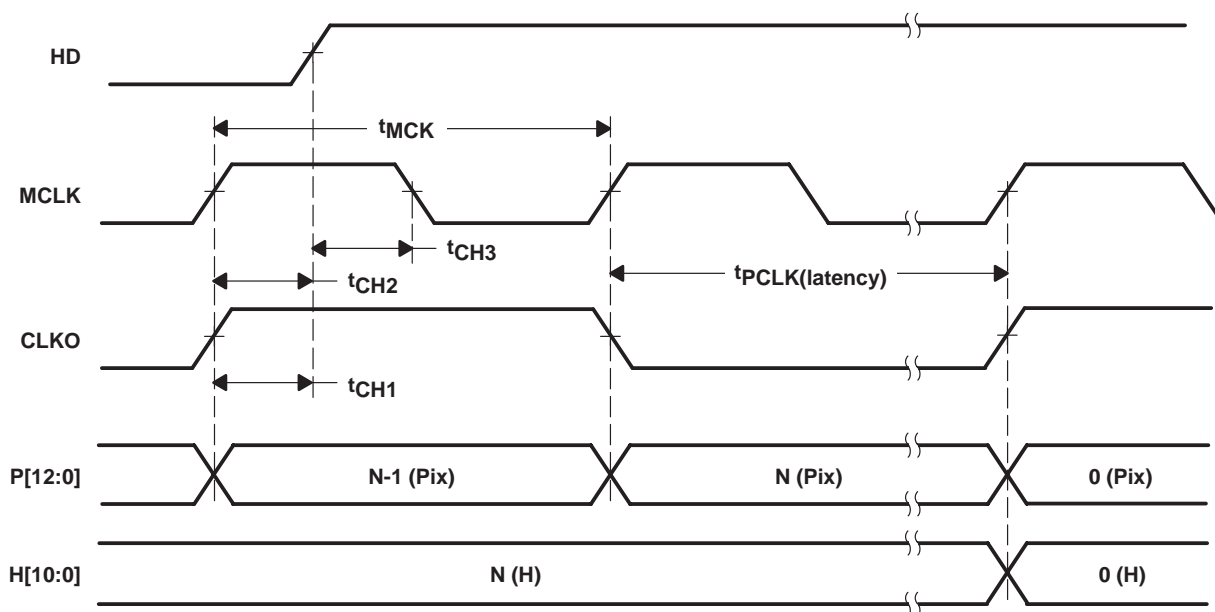 HD
tMCK
MCLK
tCH3
tCH2
tPCLK(latency)
CLKO
tCH1
P[12:0]
N-1 (Pix)
N (Pix)
0 (Pix)
H[10:0]
N (H)
0 (H)